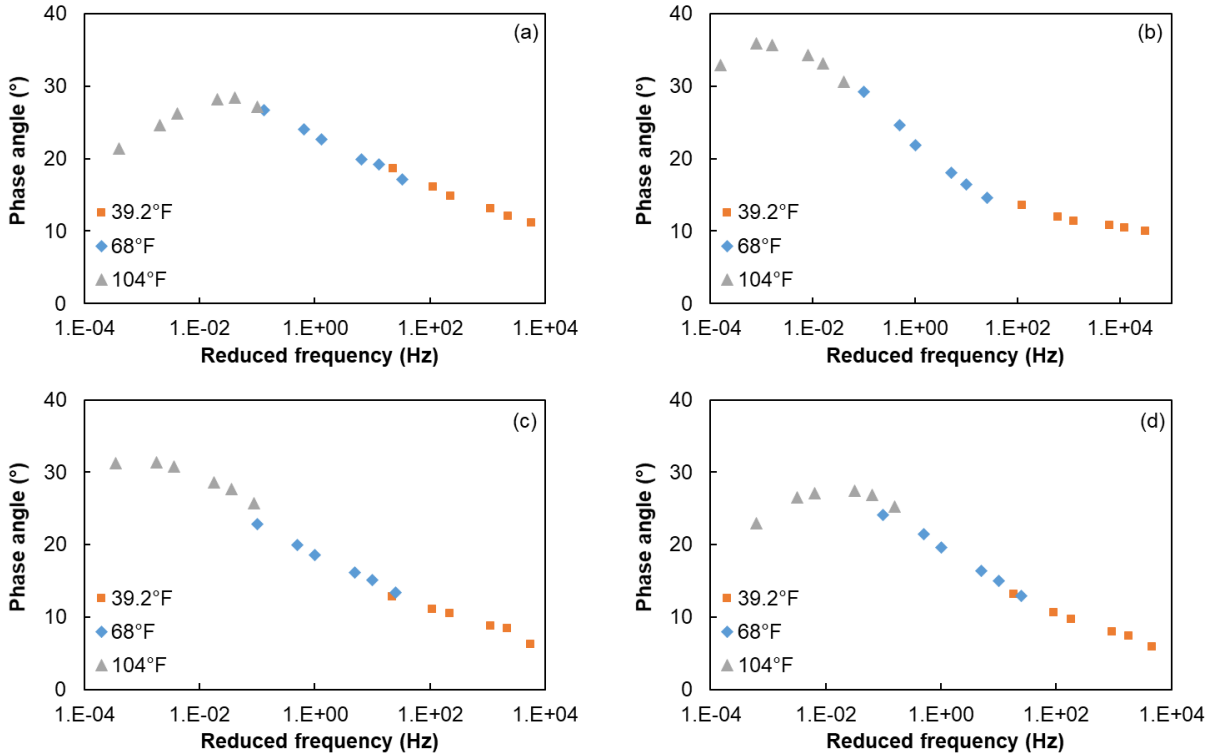 (a)
Phase angle (°)
40
30
20
10
0
39.2°F
68°F
104°F
1.E-04 1.E-02 1.E+00 1.E+02 1.E+04
Reduced frequency (Hz)
(b)
Phase angle (°)
40
30
20
10
0
39.2°F
68°F
104°F
1.E-04 1.E-02 1.E+00 1.E+02 1.E+04
Reduced frequency (Hz)
(c)
Phase angle (°)
40
30
20
10
0
39.2°F
68°F
104°F
1.E-04 1.E-02 1.E+00 1.E+02 1.E+04
Reduced frequency (Hz)
(d)
Phase angle (°)
40
30
20
10
0
39.2°F
68°F
104°F
1.E-04 1.E-02 1.E+00 1.E+02 1.E+04
Reduced frequency (Hz)